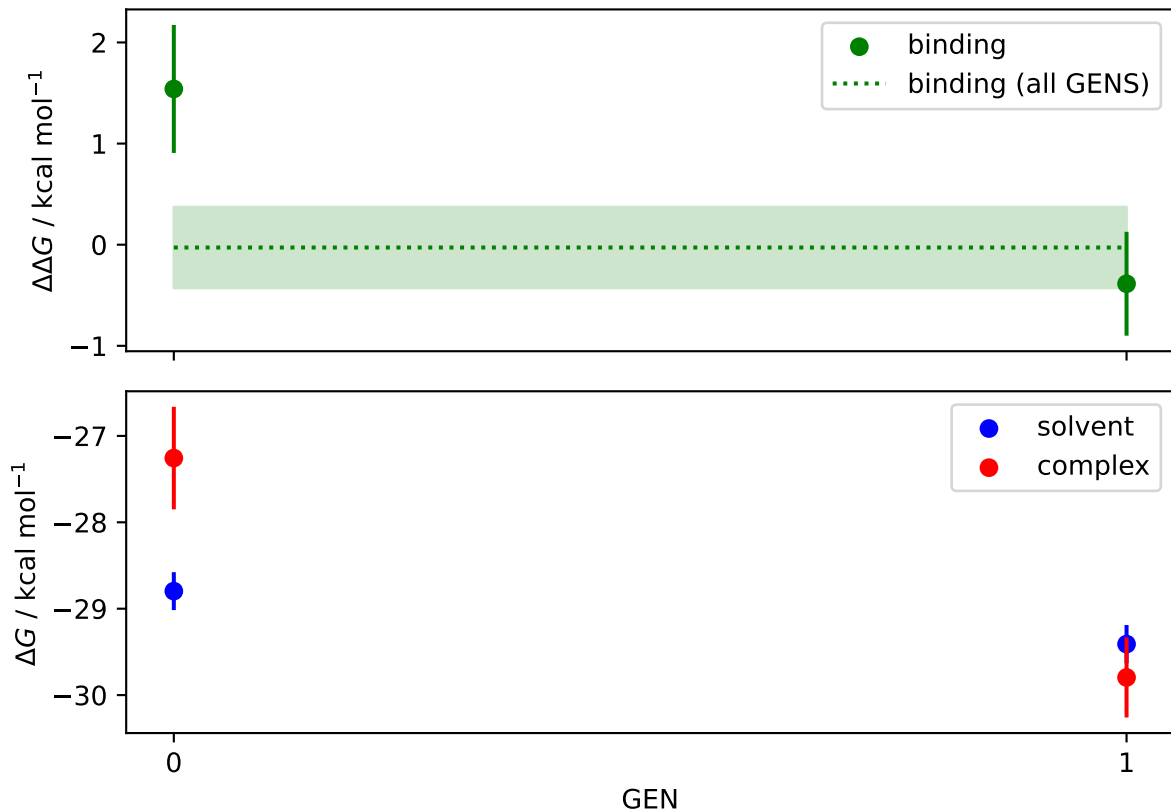 binding
binding (all GENS)
2
1
0
−1
ΔΔG / kcal mol⁻¹
solvent
complex
−27
−28
−29
−30
ΔG / kcal mol⁻¹
0
1
GEN